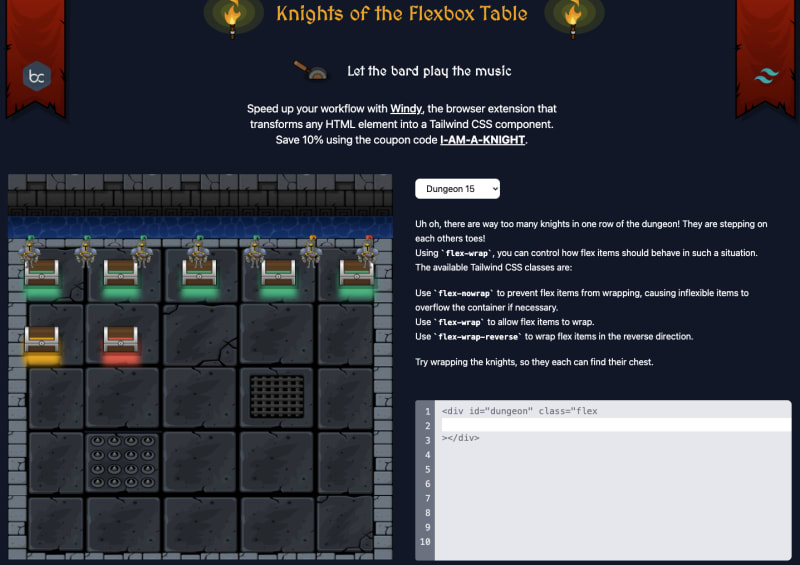 Knights of the Flexbox Table
bc
Let the bard play the music
Speed up your workflow with Windy, the browser extension that
transforms any HTML element into a Tailwind CSS component.
Save 10% using the coupon code I-AM-A-KNIGHT.
Dungeon 15
Uh oh, there are way too many knights in one row of the dungeon! They are stepping on
each others toes!
Using `flex-wrap`, you can control how flex items should behave in such a situation.
The available Tailwind CSS classes are:
Use `flex-nowrap` to prevent flex items from wrapping, causing inflexible items to
overflow the container if necessary.
Use `flex-wrap` to allow flex items to wrap.
Use `flex-wrap-reverse` to wrap flex items in the reverse direction.
Try wrapping the knights, so they each can find their chest.
1 <div id="dungeon" class="flex
2
3 ></div>
4
5
6
7
8
9
10